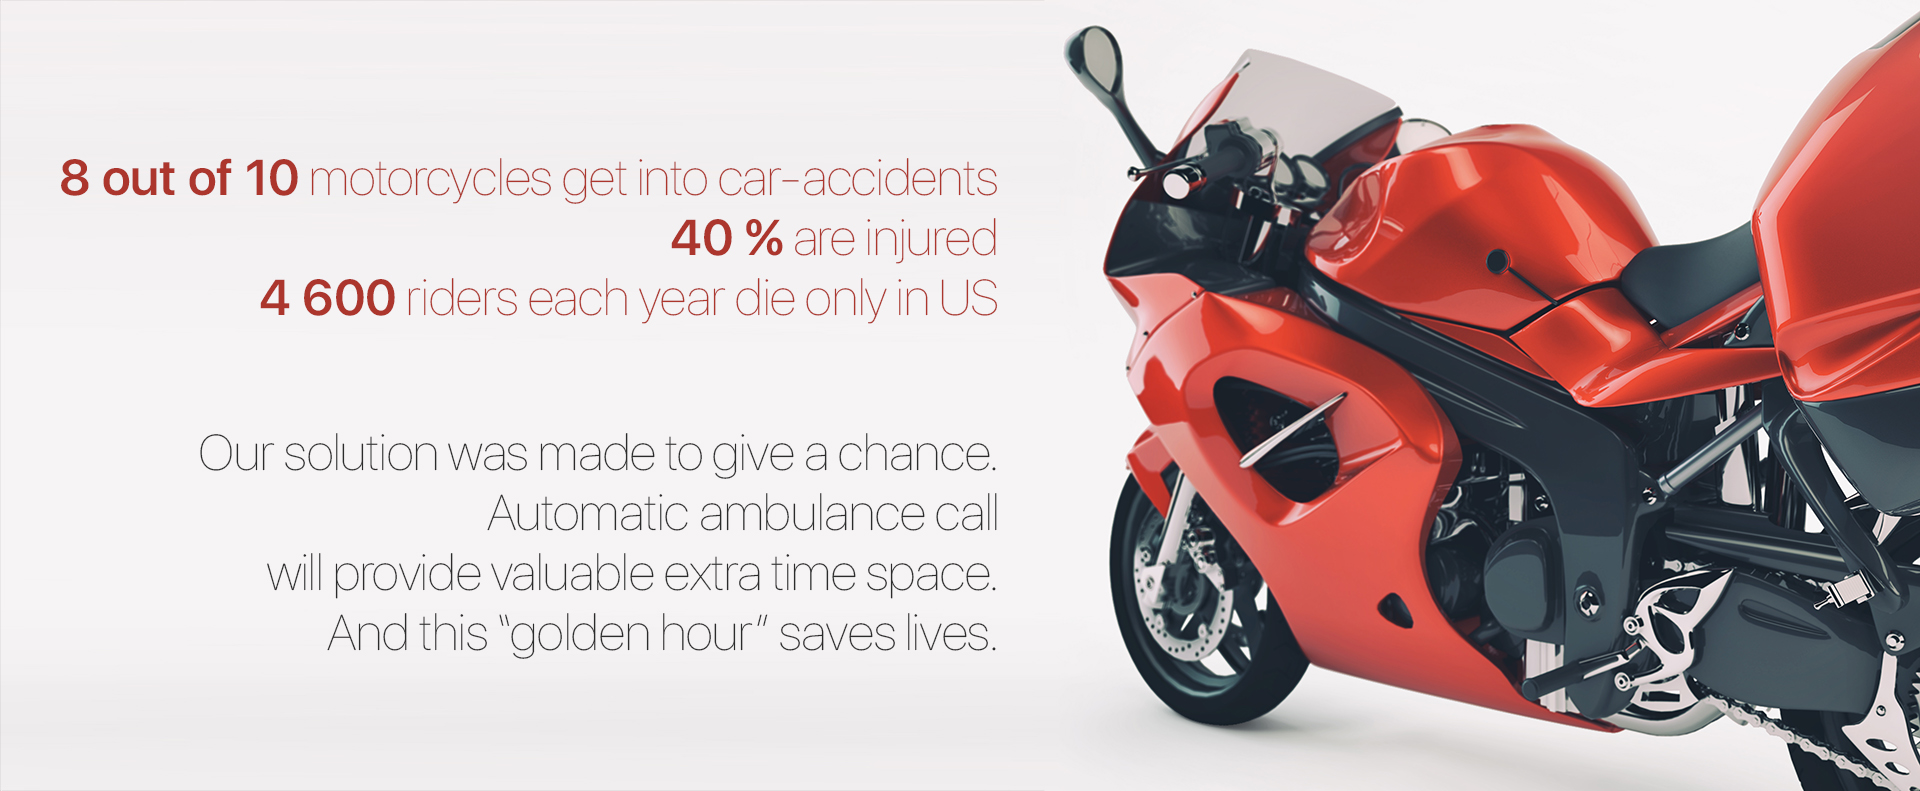 8 out of 10 motorcycles get into car-accidents
40 % are injured
4 600 riders each year die only in US
Our solution was made to give a chance.
Automatic ambulance call
will provide valuable extra time space.
And this “golden hour” saves lives.